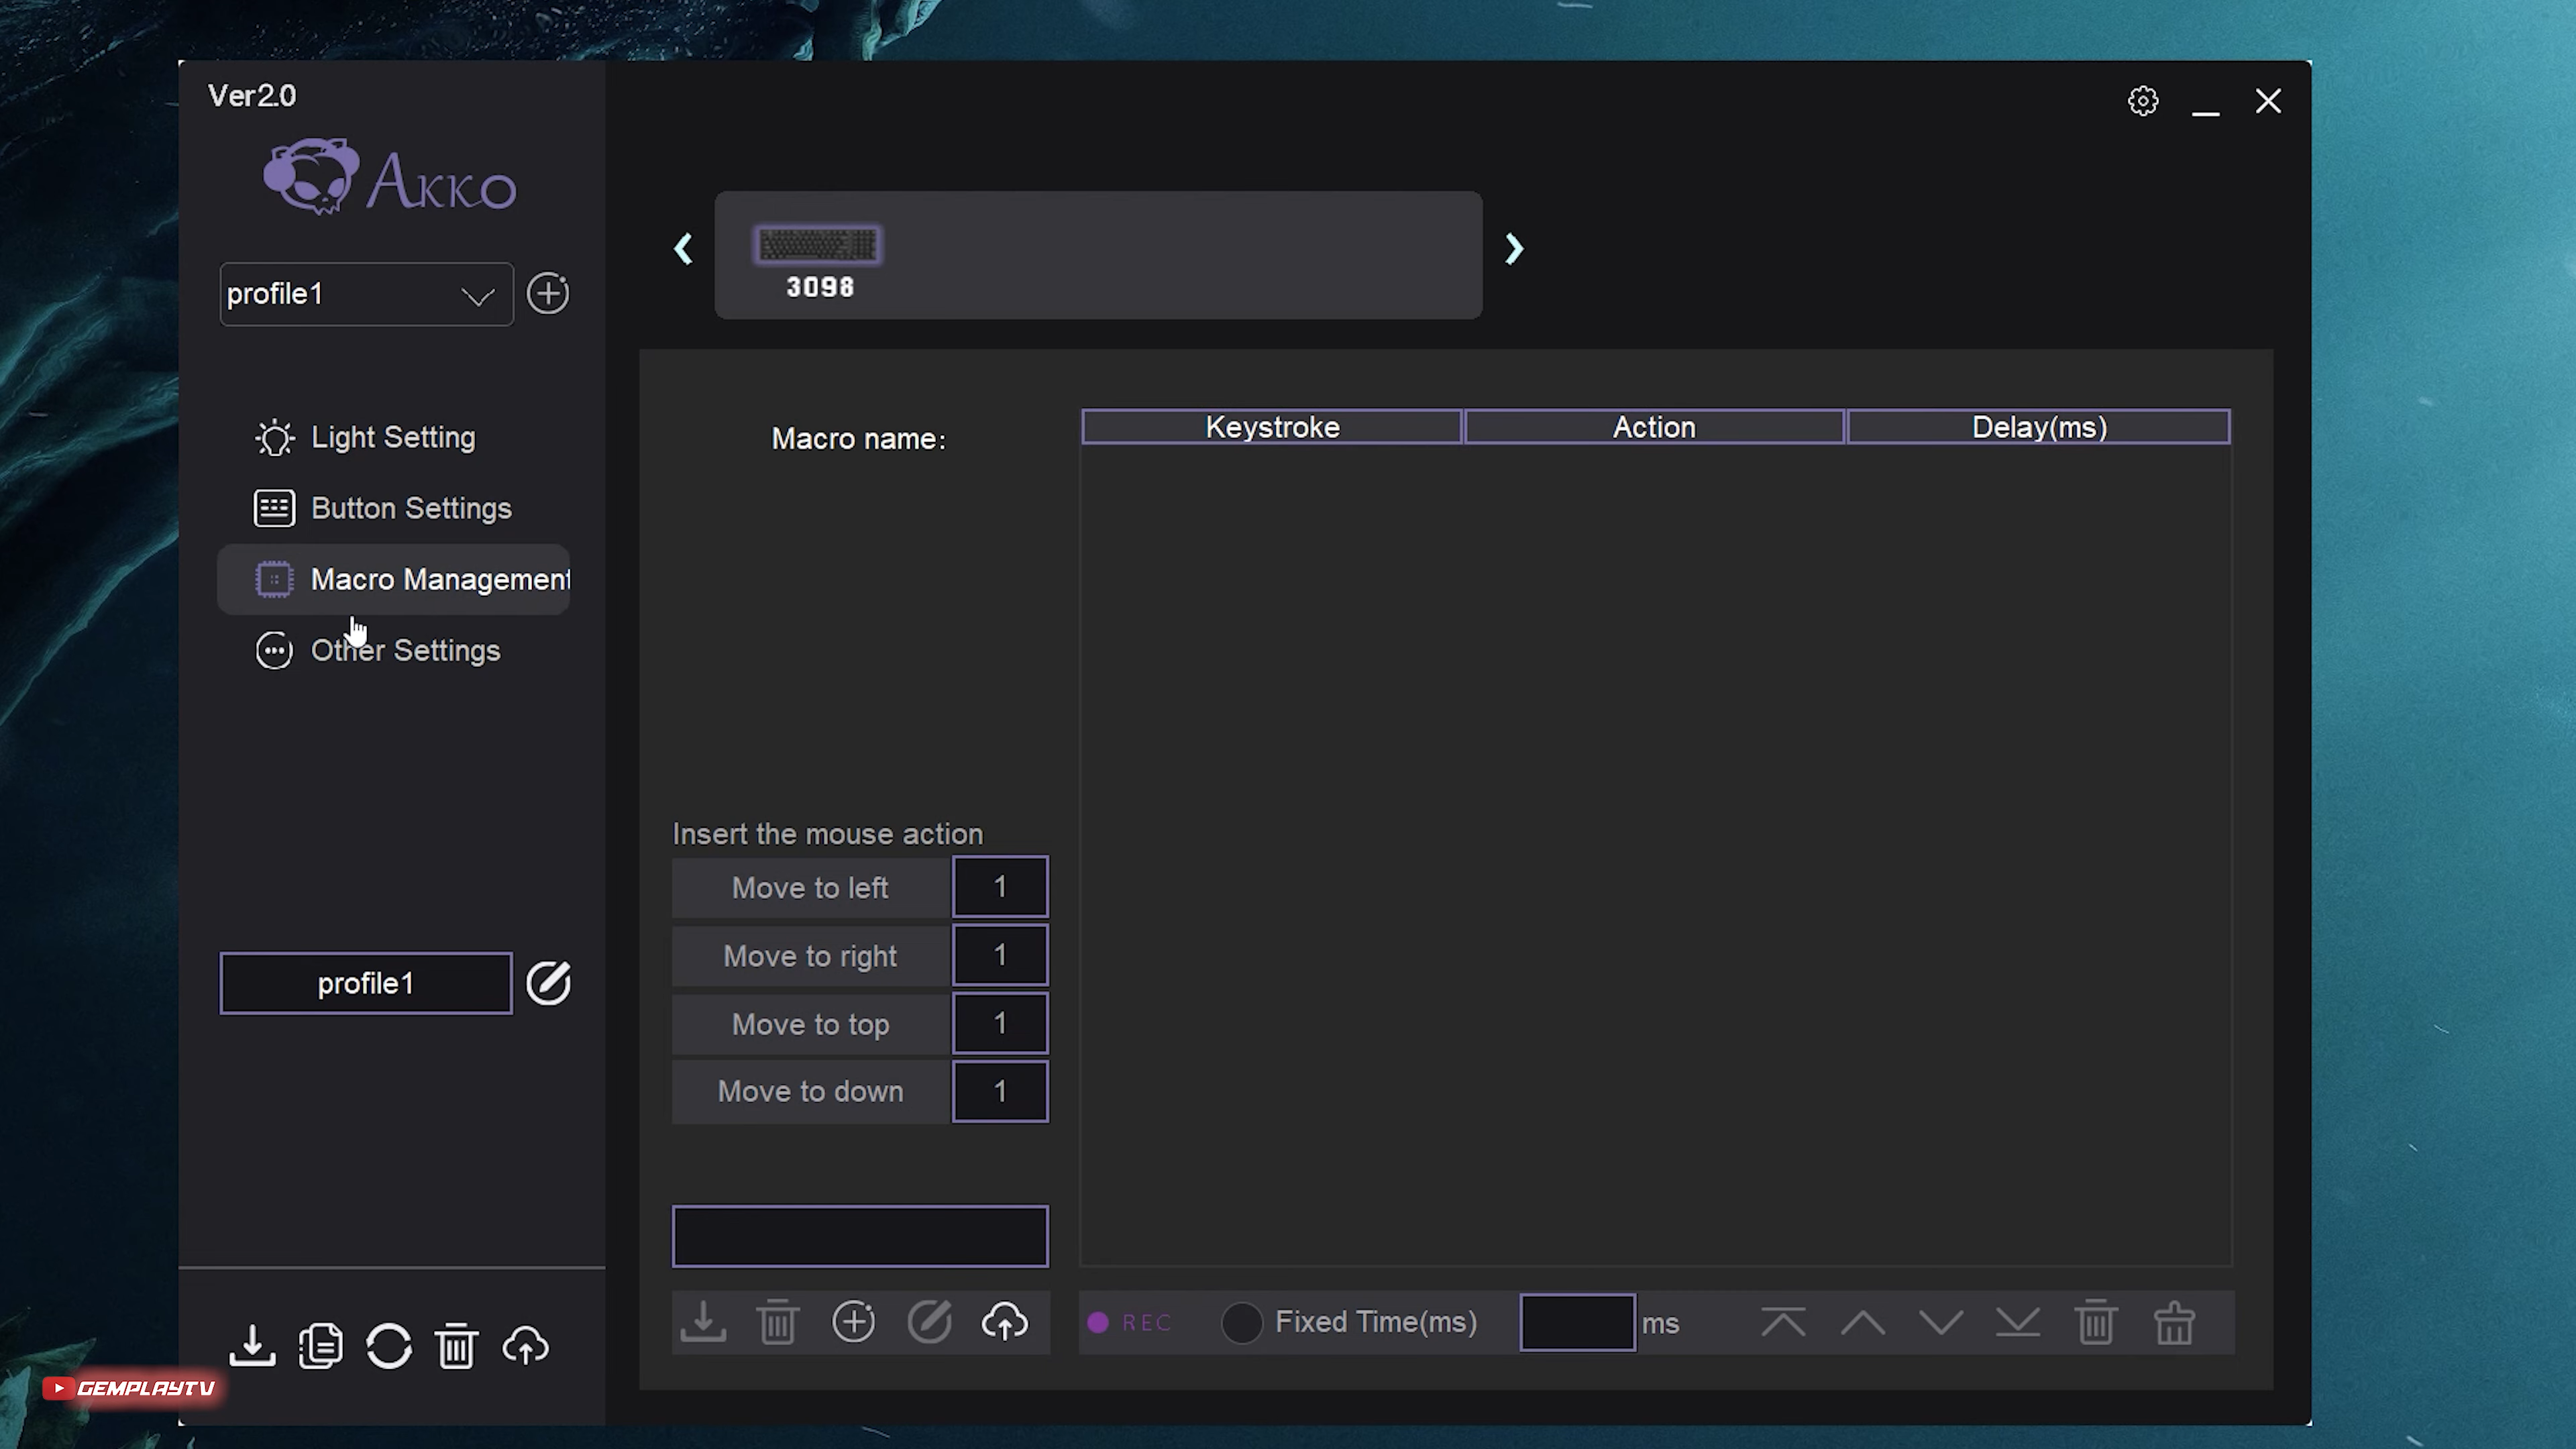 Ver2.0
AKKO
profile1
3098
Light Setting
Button Settings
Macro Management
Other Settings
profile1
Macro name:
Keystroke Action Delay(ms)
Insert the mouse action
Move to left 1
Move to right 1
Move to top 1
Move to down 1
REC Fixed Time(ms) ms
GEMPLAYTV